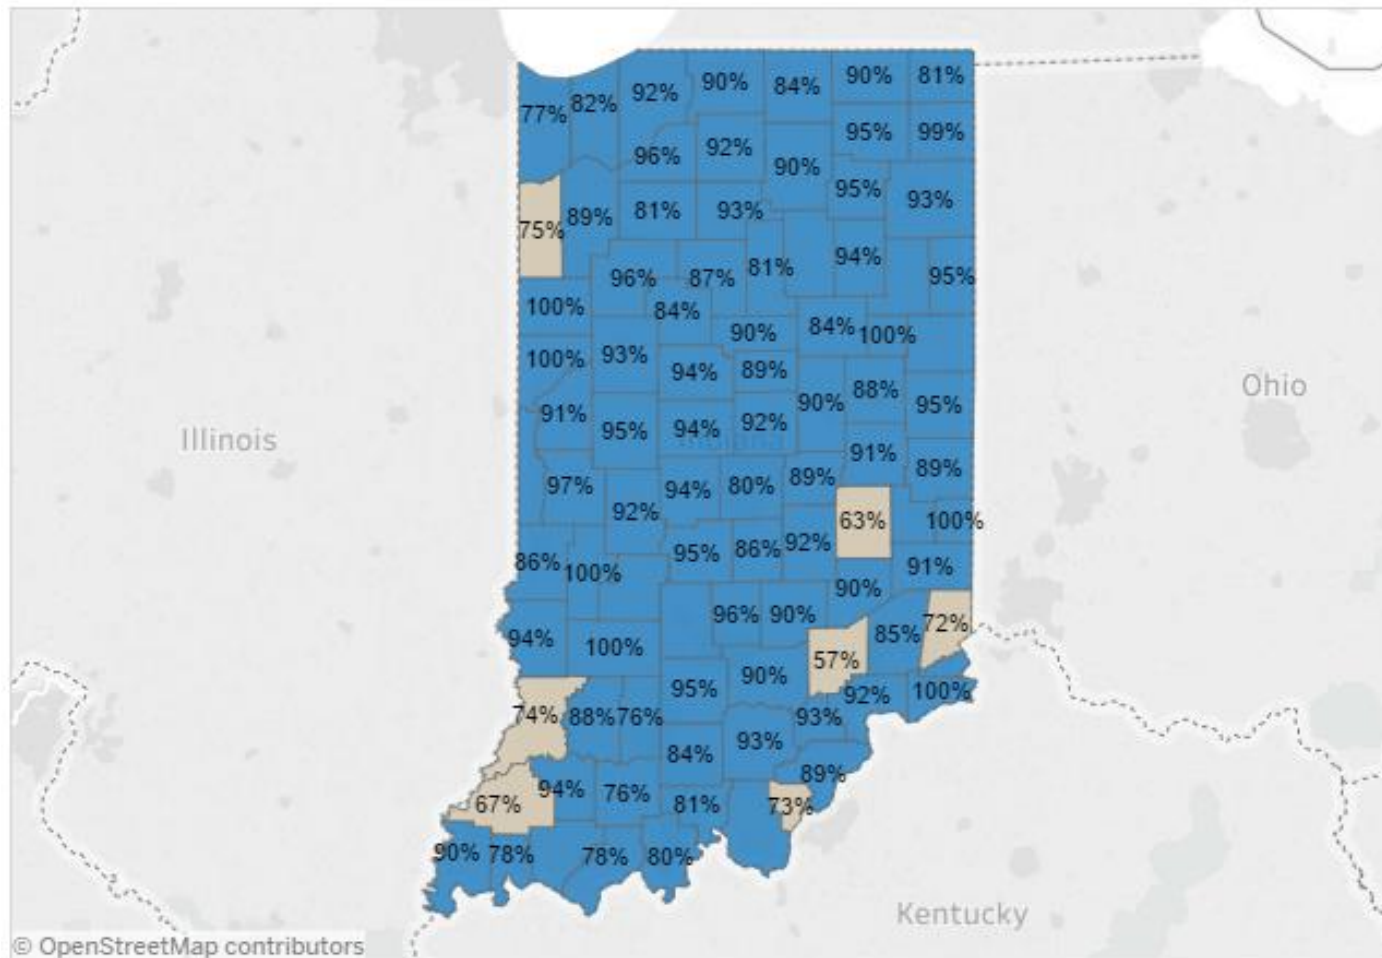 92% 90% 84% 90% 81%
77% 82%
95% 99%
96% 92% 90%
95% 93%
75% 89% 81% 93%
96% 87% 81% 94% 95%
100% 84%
90% 84% 100%
100% 93% 94% 89%
90% 88% 95%
91% 95% 94% 92%
Illinois
Indiana
Ohio
91% 89%
97% 92% 94% 80% 89%
63% 100%
86% 100% 95% 86% 92% 91%
90%
94% 100% 96% 90% 85% 72%
57%
95% 90% 92% 100%
74% 88% 76% 84% 93% 93%
89%
67% 94% 76% 81% 73%
90% 78% 78% 80%
Kentucky
© OpenStreetMap contributors